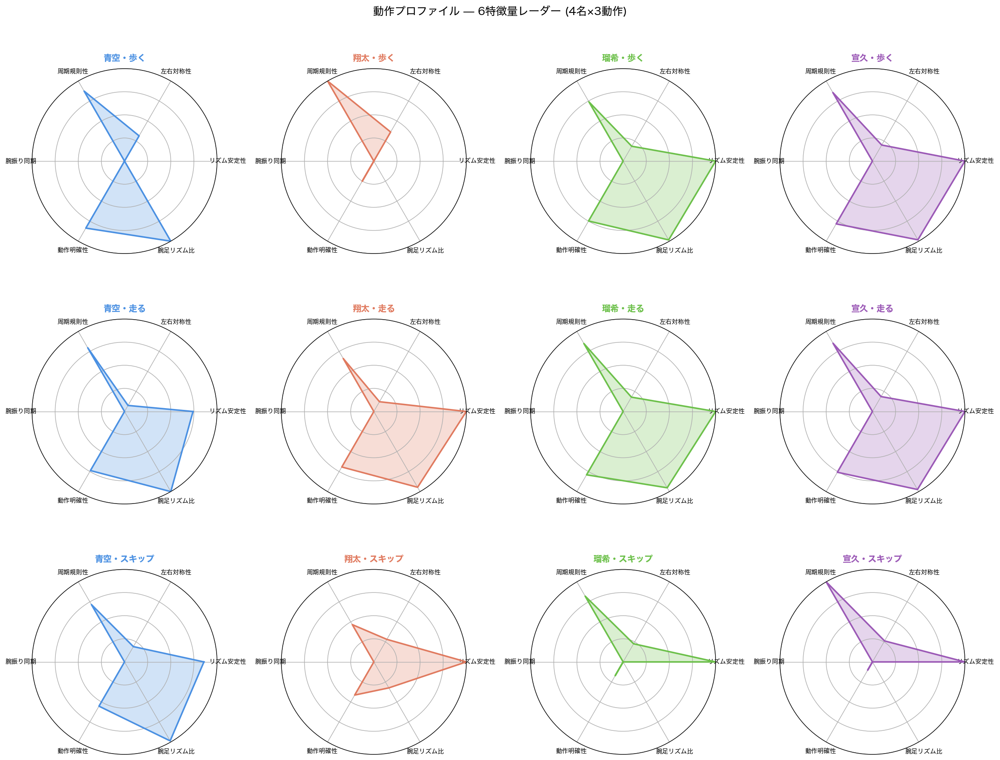 動作プロファイル — 6特徴量レーダー (4名×3動作)
青空・歩く
周期規則性
左右対称性
腕振り同期
リズム安定性
動作明確性
腕足リズム比
翔太・歩く
周期規則性
左右対称性
腕振り同期
リズム安定性
動作明確性
腕足リズム比
瑠希・歩く
周期規則性
左右対称性
腕振り同期
リズム安定性
動作明確性
腕足リズム比
宣久・歩く
周期規則性
左右対称性
腕振り同期
リズム安定性
動作明確性
腕足リズム比
青空・走る
周期規則性
左右対称性
腕振り同期
リズム安定性
動作明確性
腕足リズム比
翔太・走る
周期規則性
左右対称性
腕振り同期
リズム安定性
動作明確性
腕足リズム比
瑠希・走る
周期規則性
左右対称性
腕振り同期
リズム安定性
動作明確性
腕足リズム比
宣久・走る
周期規則性
左右対称性
腕振り同期
リズム安定性
動作明確性
腕足リズム比
青空・スキップ
周期規則性
左右対称性
腕振り同期
リズム安定性
動作明確性
腕足リズム比
翔太・スキップ
周期規則性
左右対称性
腕振り同期
リズム安定性
動作明確性
腕足リズム比
瑠希・スキップ
周期規則性
左右対称性
腕振り同期
リズム安定性
動作明確性
腕足リズム比
宣久・スキップ
周期規則性
左右対称性
腕振り同期
リズム安定性
動作明確性
腕足リズム比